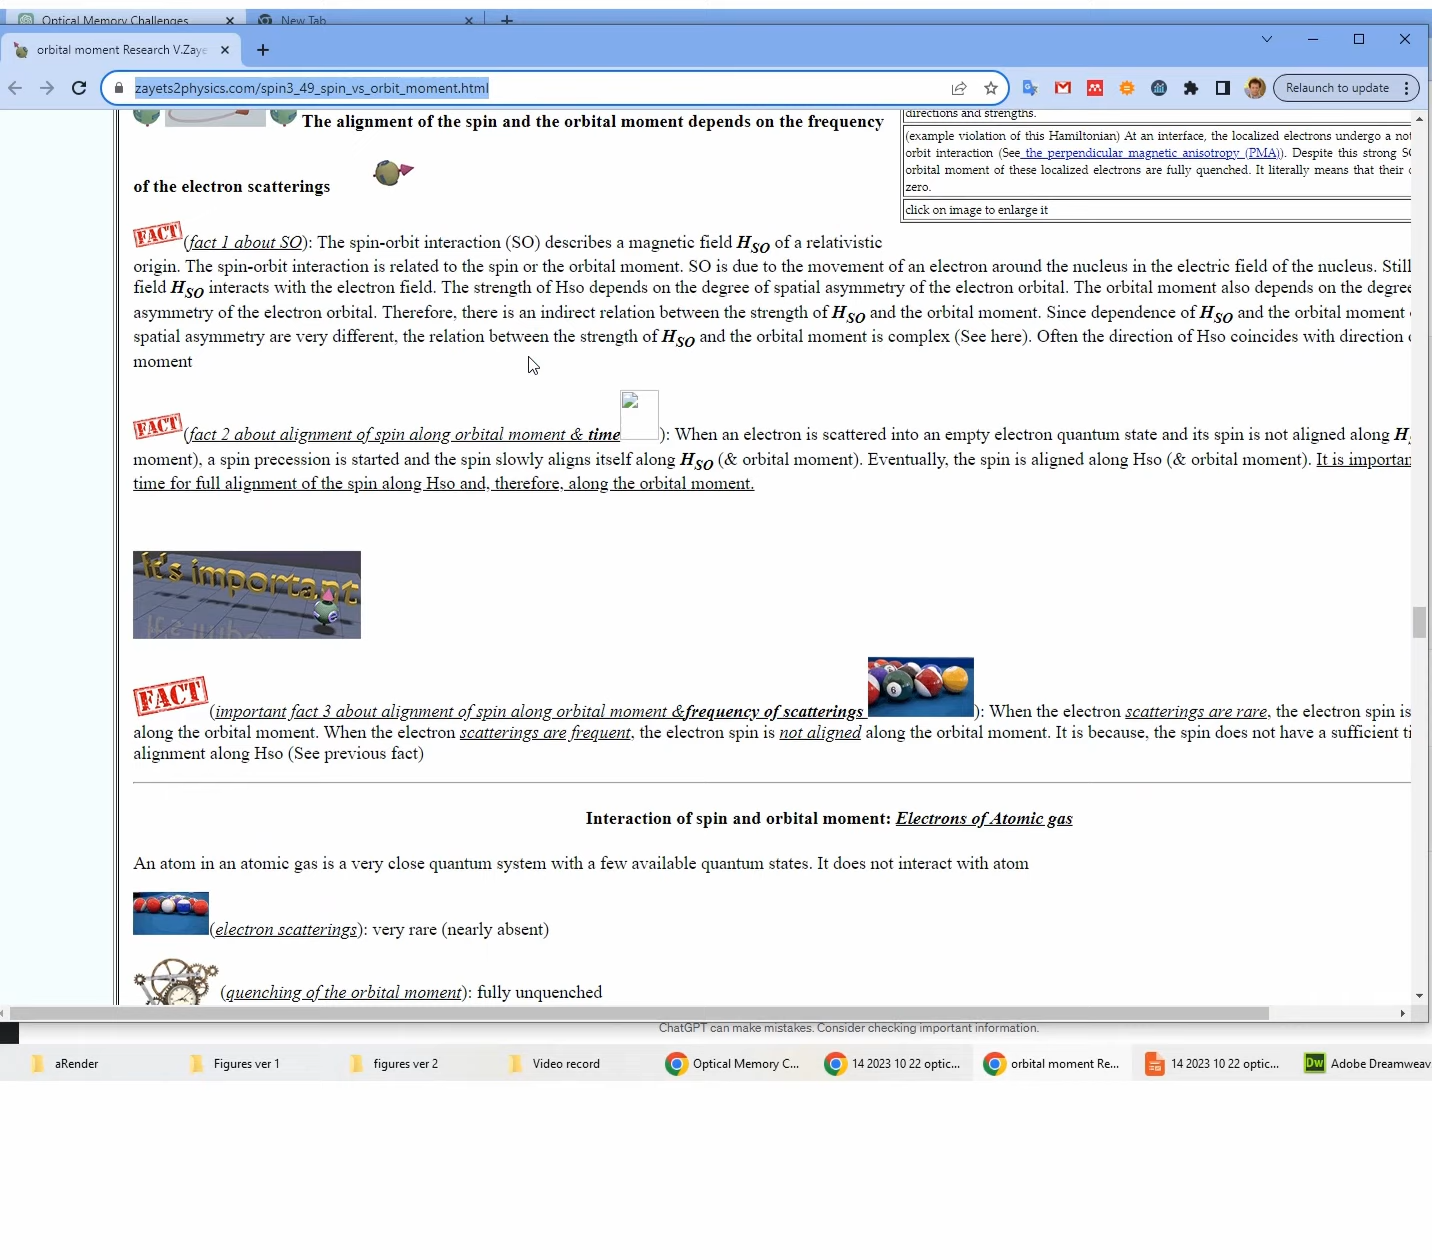 Optical Memory Challenges
New Tab
orbital moment Research V.Zaye
zayets2physics.com/spin3_49_spin_vs_orbit_moment.html
Relaunch to update
The alignment of the spin and the orbital moment depends on the frequency
of the electron scatterings
directions and strengths.
(example violation of this Hamiltonian) At an interface, the localized electrons undergo a not
orbit interaction (See the perpendicular magnetic anisotropy (PMA)). Despite this strong SO
orbital moment of these localized electrons are fully quenched. It literally means that their
zero.
click on image to enlarge it
FACT (fact 1 about SO): The spin-orbit interaction (SO) describes a magnetic field HSO of a relativistic
origin. The spin-orbit interaction is related to the spin or the orbital moment. SO is due to the movement of an electron around the nucleus in the electric field of the nucleus. Still
field HSO interacts with the electron field. The strength of Hso depends on the degree of spatial asymmetry of the electron orbital. The orbital moment also depends on the degree
asymmetry of the electron orbital. Therefore, there is an indirect relation between the strength of HSO and the orbital moment. Since dependence of HSO and the orbital moment
spatial asymmetry are very different, the relation between the strength of HSO and the orbital moment is complex (See here). Often the direction of Hso coincides with direction
moment
FACT (fact 2 about alignment of spin along orbital moment & time): When an electron is scattered into an empty electron quantum state and its spin is not aligned along H
moment), a spin precession is started and the spin slowly aligns itself along HSO (& orbital moment). Eventually, the spin is aligned along Hso (& orbital moment). It is importan
time for full alignment of the spin along Hso and, therefore, along the orbital moment.
It's important
FACT (important fact 3 about alignment of spin along orbital moment &frequency of scatterings ): When the electron scatterings are rare, the electron spin is
along the orbital moment. When the electron scatterings are frequent, the electron spin is not aligned along the orbital moment. It is because, the spin does not have a sufficient ti
alignment along Hso (See previous fact)
Interaction of spin and orbital moment: Electrons of Atomic gas
An atom in an atomic gas is a very close quantum system with a few available quantum states. It does not interact with atom
(electron scatterings): very rare (nearly absent)
(quenching of the orbital moment): fully unquenched
ChatGPT can make mistakes. Consider checking important information.
aRender
Figures ver 1
figures ver 2
Video record
Optical Memory C...
14 2023 10 22 optic...
orbital moment Re...
14 2023 10 22 optic...
Dw Adobe Dreamweav